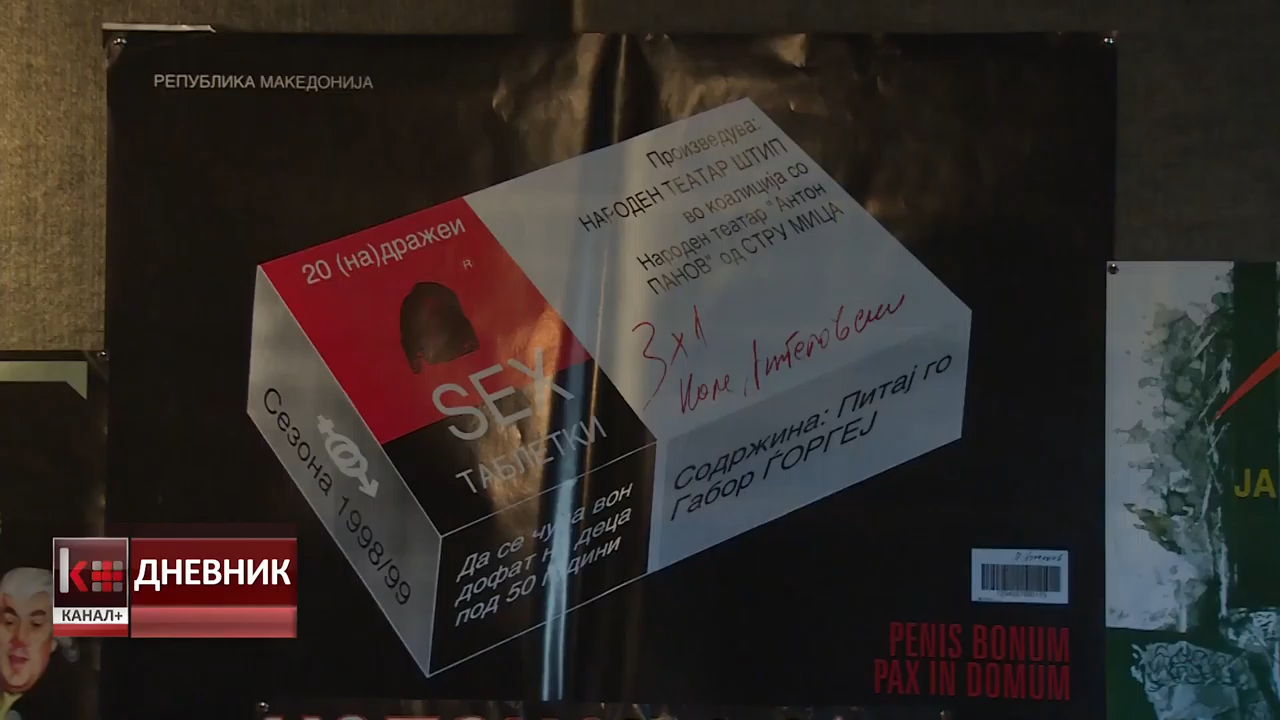 РЕПУБЛИКА МАКЕДОНИЈА
Произведува:
НАРОДЕН ТЕАТАР ШТИП
во коалиција со
Народен театар "Антон
ПАНОВ" од СТРУМИЦА
20 (на)дражеи
R
SEX
ТАБЛЕТКИ
3x1
Содржина: Питај го
Габор ЃОРГЕЈ
Сезона 1998/99
Да се чува вон
дофат на деца
под 50 години
ДНЕВНИК
КАНАЛ+
ЈА
PENIS BONUM
PAX IN DOMUM